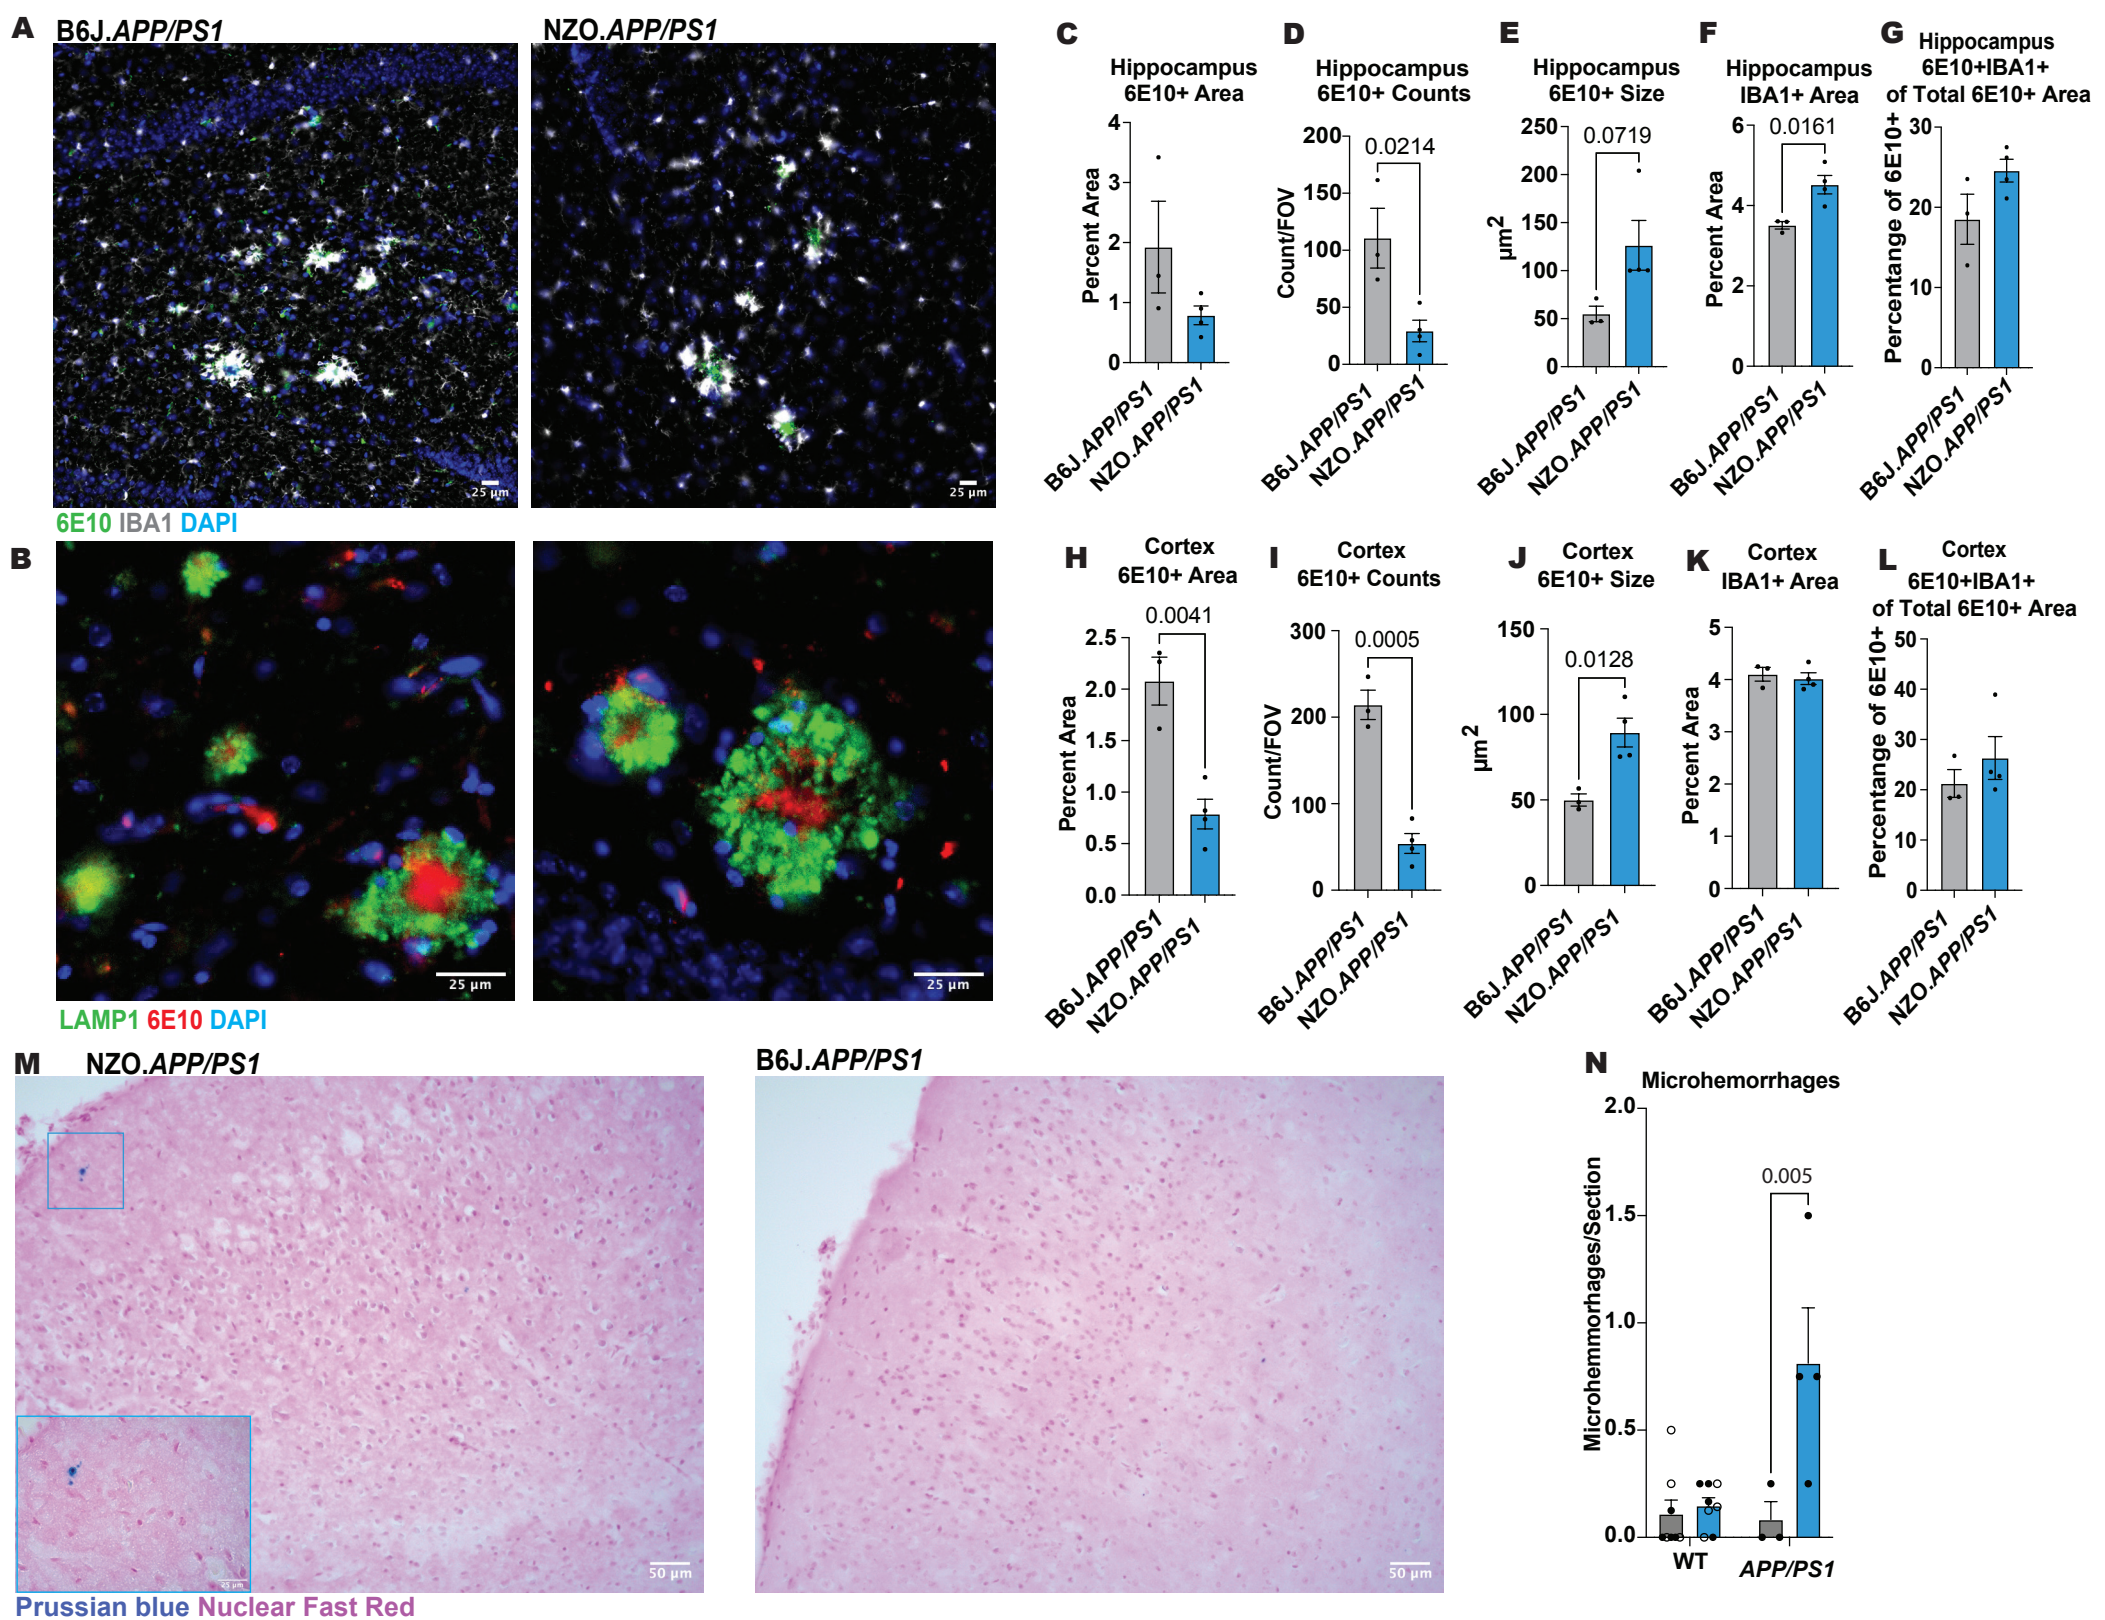 A
B6J.APP/PS1
NZO.APP/PS1
25 µm
25 µm
6E10 IBA1 DAPI
B
25 µm
25 µm
LAMP1 6E10 DAPI
C
Hippocampus
6E10+ Area
Percent Area
4
3
2
1
0
B6J.APP/PS1
NZO.APP/PS1
D
Hippocampus
6E10+ Counts
Count/FOV
200
150
100
50
0
0.0214
B6J.APP/PS1
NZO.APP/PS1
E
Hippocampus
6E10+ Size
µm2
250
200
150
100
50
0
0.0719
B6J.APP/PS1
NZO.APP/PS1
F
Hippocampus
IBA1+ Area
Percent Area
6
4
2
0
0.0161
B6J.APP/PS1
NZO.APP/PS1
G
Hippocampus
6E10+IBA1+
of Total 6E10+ Area
Percentange of 6E10+
30
20
10
0
B6J.APP/PS1
NZO.APP/PS1
H
Cortex
6E10+ Area
Percent Area
2.5
2.0
1.5
1.0
0.5
0.0
0.0041
B6J.APP/PS1
NZO.APP/PS1
I
Cortex
6E10+ Counts
Count/FOV
300
200
100
0
0.0005
B6J.APP/PS1
NZO.APP/PS1
J
Cortex
6E10+ Size
µm2
150
100
50
0
0.0128
B6J.APP/PS1
NZO.APP/PS1
K
Cortex
IBA1+ Area
Percent Area
5
4
3
2
1
0
B6J.APP/PS1
NZO.APP/PS1
L
Cortex
6E10+IBA1+
of Total 6E10+ Area
Percentange of 6E10+
50
40
30
20
10
0
B6J.APP/PS1
NZO.APP/PS1
M
NZO.APP/PS1
B6J.APP/PS1
25 µm
50 µm
50 µm
Prussian blue Nuclear Fast Red
N
Microhemorrhages
Microhemmorrhages/Section
2.0
1.5
1.0
0.5
0.0
0.005
WT
APP/PS1